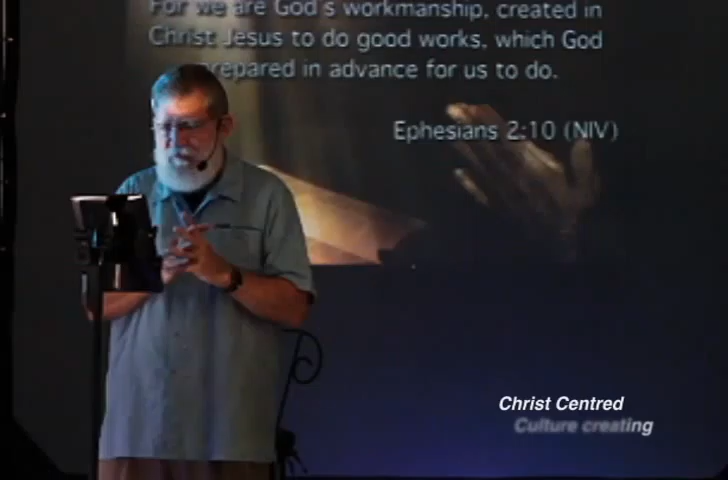 For we are God's workmanship, created in
Christ Jesus to do good works, which God
prepared in advance for us to do.
Ephesians 2:10 (NIV)
Christ Centred
Culture creating